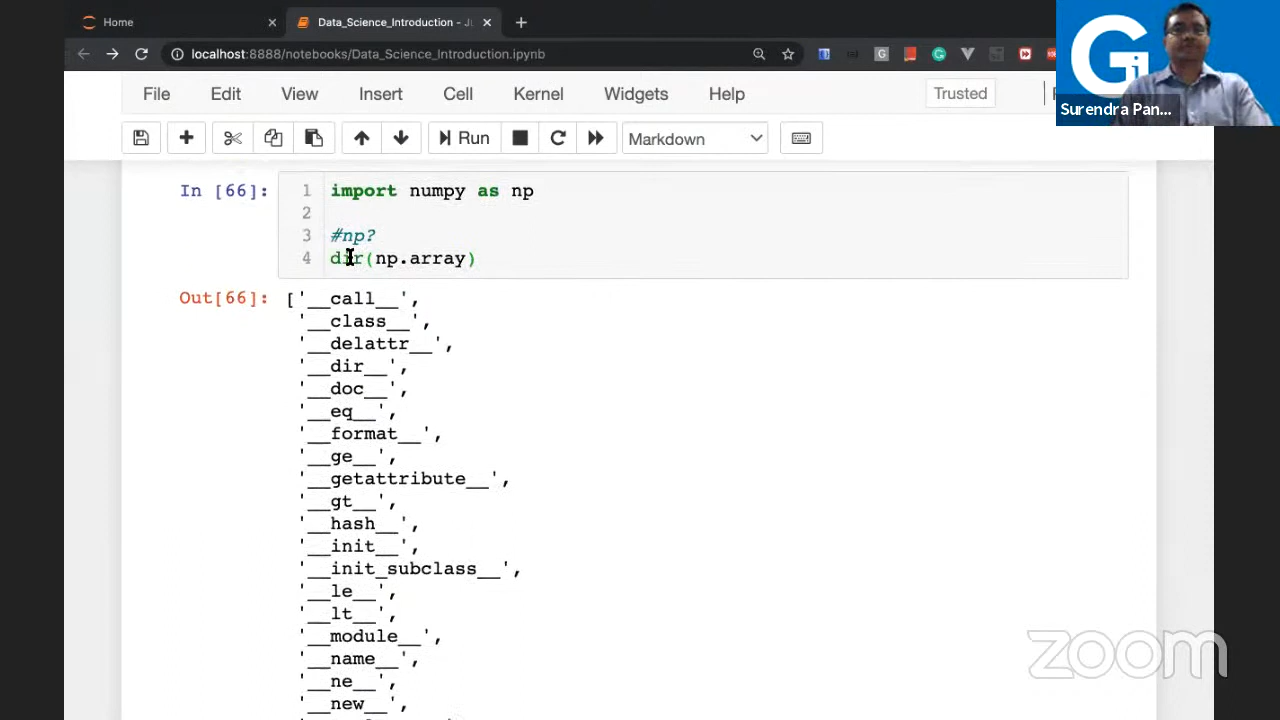 Home
Data_Science_Introduction - Ju
localhost:8888/notebooks/Data_Science_Introduction.ipynb
Gi
Surendra Pan...
File Edit View Insert Cell Kernel Widgets Help
Trusted
Run
Markdown
In [66]:
1 import numpy as np
2
3 #np?
4 dir(np.array)
Out[66]: ['__call__',
'__class__',
'__delattr__',
'__dir__',
'__doc__',
'__eq__',
'__format__',
'__ge__',
'__getattribute__',
'__gt__',
'__hash__',
'__init__',
'__init_subclass__',
'__le__',
'__lt__',
'__module__',
'__name__',
'__ne__',
'__new__',
zoom